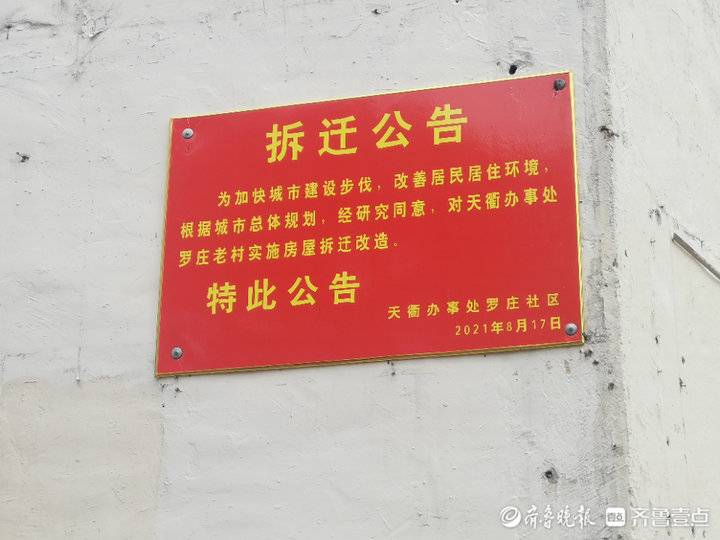 拆迁公告
为加快城市建设步伐，改善居民居住环境，
根据城市总体规划，经研究同意，对天衢办事处
罗庄老村实施房屋拆迁改造。
特此公告
天衢办事处罗庄社区
2021年8月17日
齐鲁晚报 壹点 齐鲁壹点